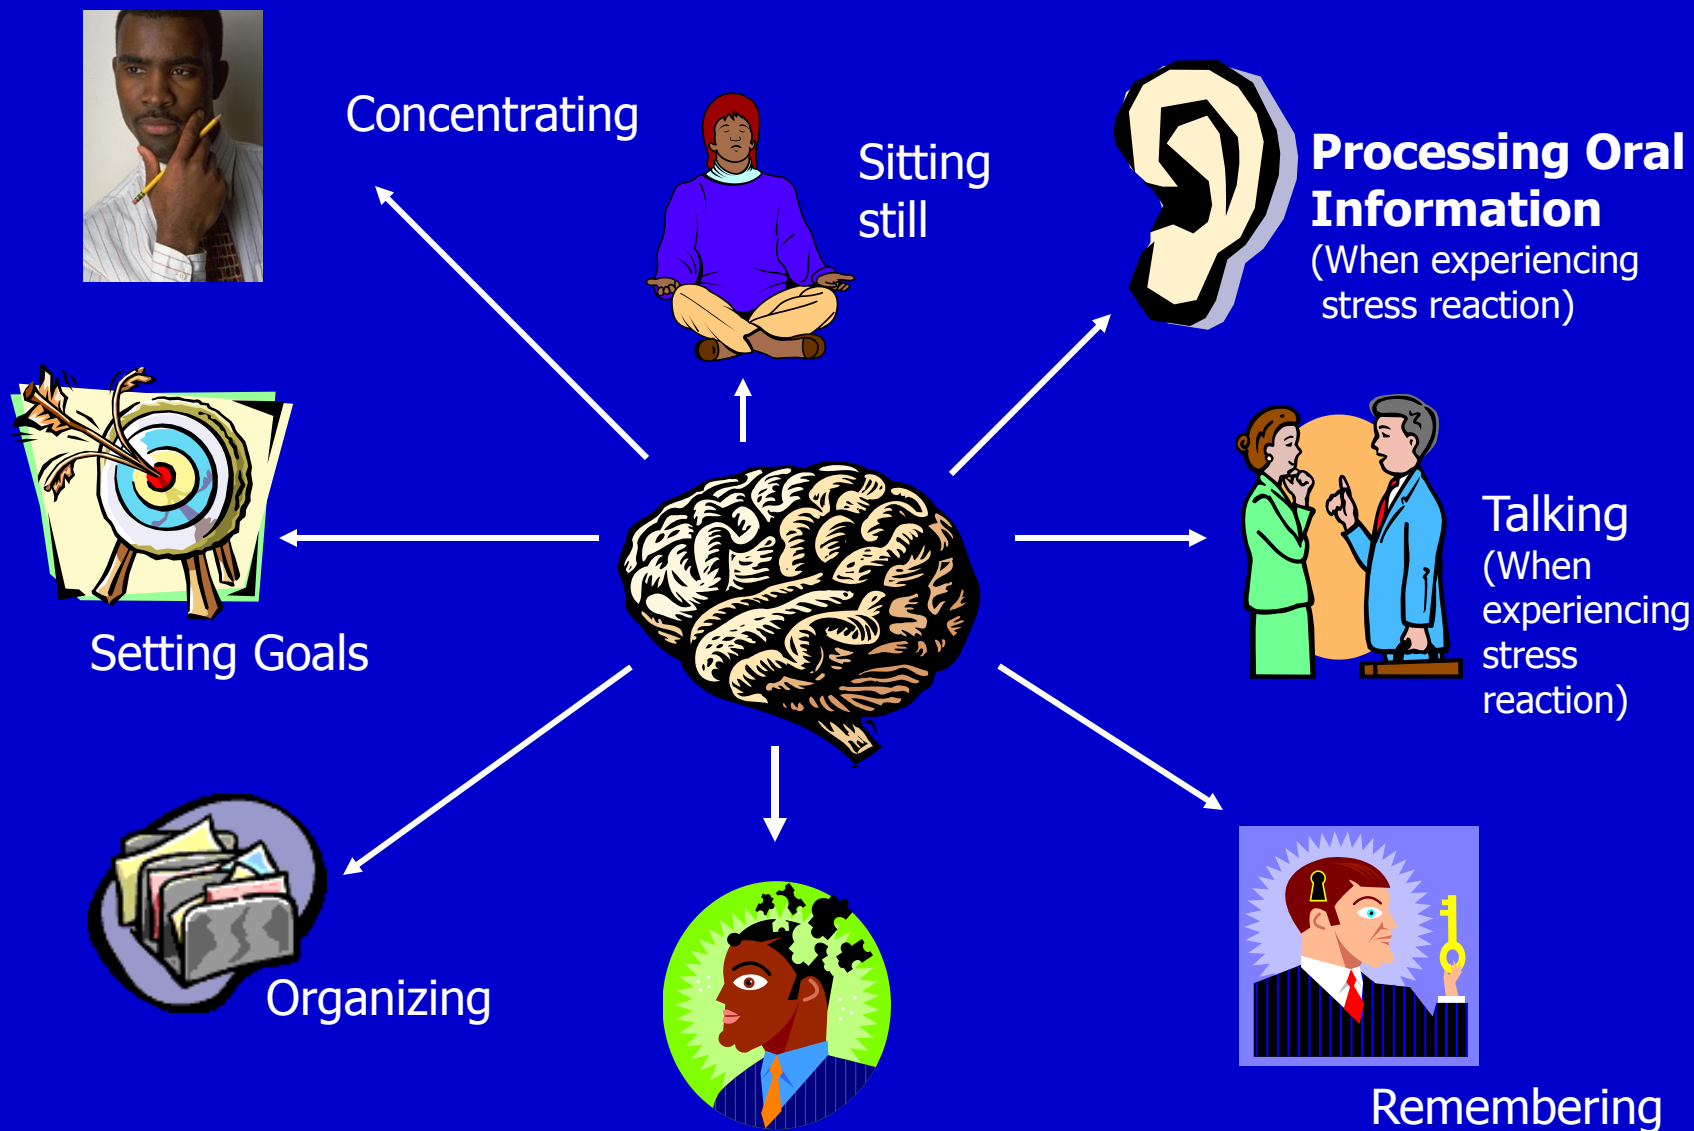 Concentrating
Sitting
still
Processing Oral
Information
(When experiencing
stress reaction)
Talking
(When
experiencing
stress
reaction)
Setting Goals
Organizing
Remembering